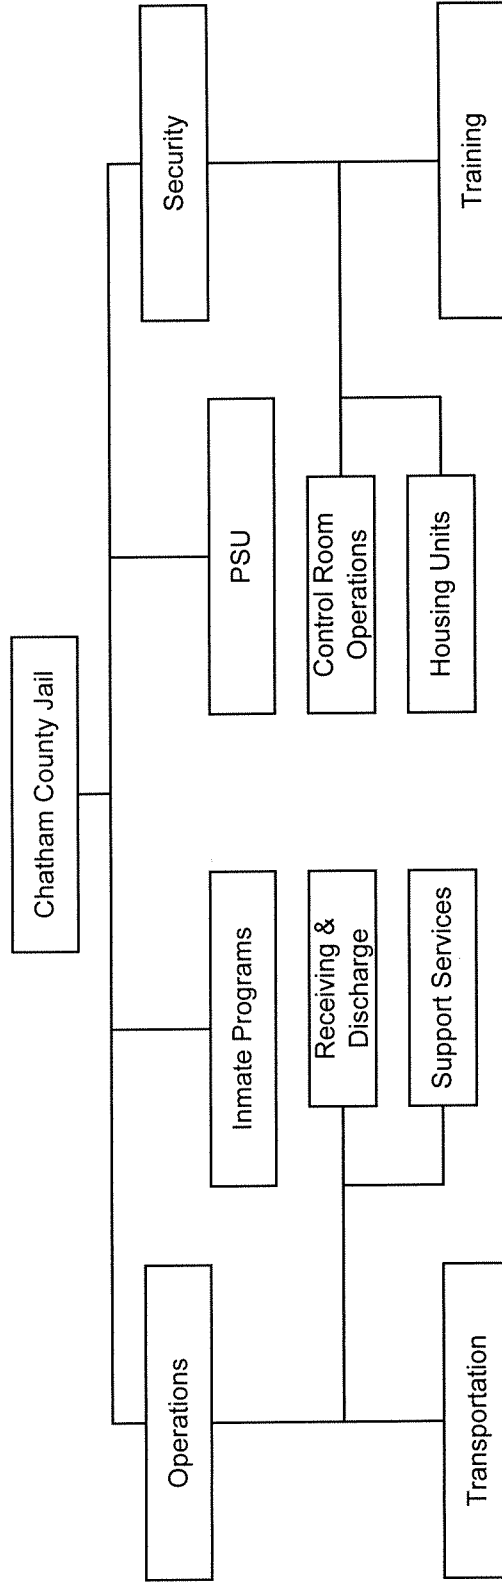 Chatham County Jail
Operations
Security
Inmate Programs
PSU
Receiving &
Discharge
Control Room
Operations
Support Services
Housing Units
Transportation
Training